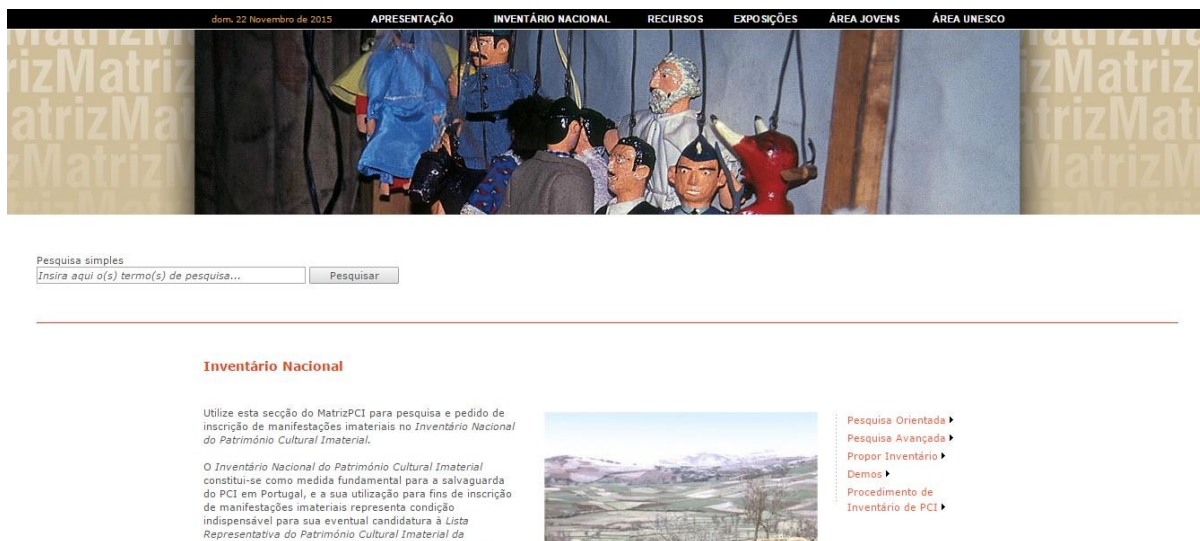 dom. 22 Novembro de 2015 APRESENTAÇÃO INVENTÁRIO NACIONAL RECURSOS EXPOSIÇÕES ÁREA JOVENS ÁREA UNESCO
Pesquisa simples
Insira aqui o(s) termo(s) de pesquisa... Pesquisar
Inventário Nacional
Utilize esta secção do MatrizPCI para pesquisa e pedido de
inscrição de manifestações imateriais no Inventário Nacional
do Património Cultural Imaterial.
O Inventário Nacional do Património Cultural Imaterial
constitui-se como medida fundamental para a salvaguarda
do PCI em Portugal, e a sua utilização para fins de inscrição
de manifestações imateriais representa condição
indispensável para sua eventual candidatura à Lista
Representativa do Património Cultural Imaterial da
Pesquisa Orientada
Pesquisa Avançada
Propor Inventário
Demos
Procedimento de
Inventário de PCI